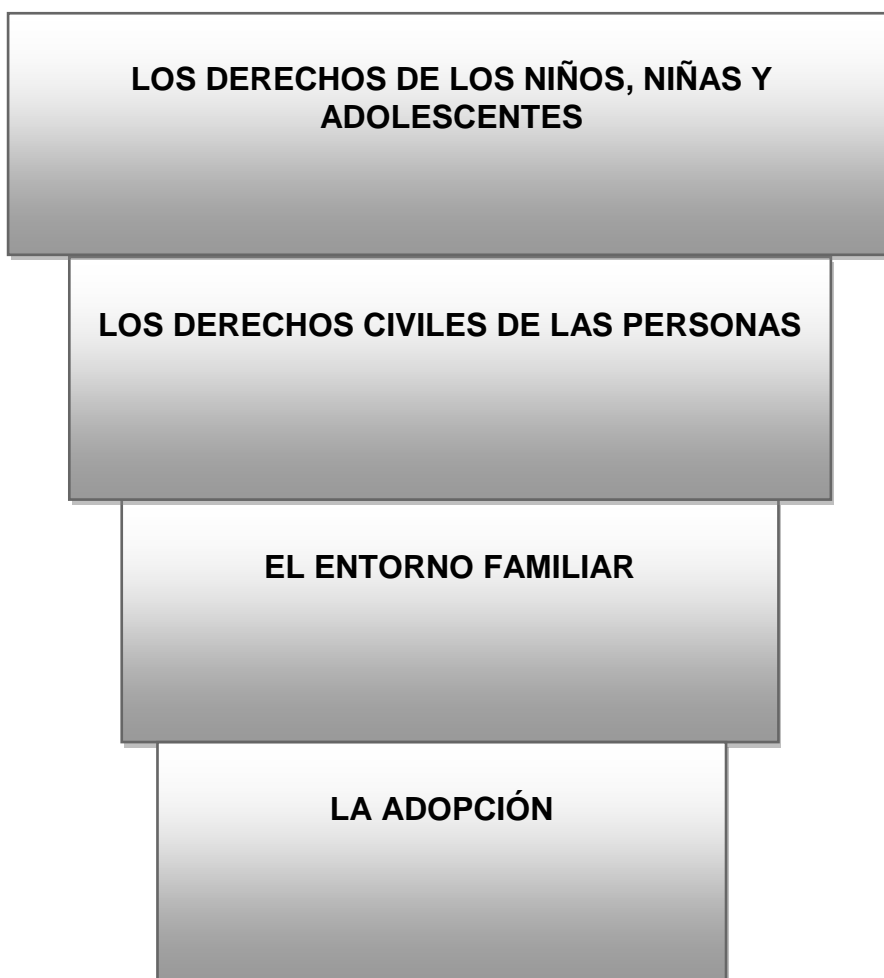 LOS DERECHOS DE LOS NIÑOS, NIÑAS Y
ADOLESCENTES
LOS DERECHOS CIVILES DE LAS PERSONAS
EL ENTORNO FAMILIAR
LA ADOPCIÓN